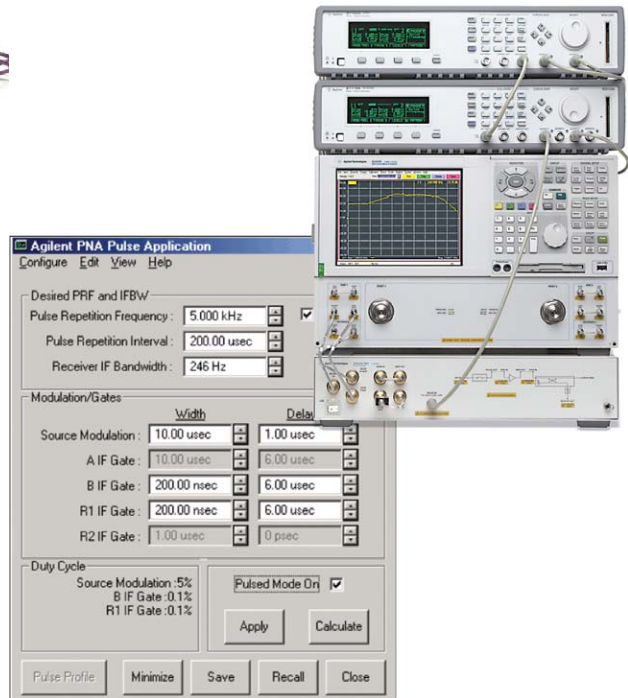 Agilent PNA Pulse Application
Configure Edit View Help
Desired PRF and IFBW
Pulse Repetition Frequency : 5.000 kHz
Pulse Repetition Interval : 200.00 usec
Receiver IF Bandwidth : 246 Hz
Modulation/Gates
Width Delay
Source Modulation : 10.00 usec 1.00 usec
A IF Gate : 10.00 usec 6.00 usec
B IF Gate : 200.00 nsec 6.00 usec
R1 IF Gate : 200.00 nsec 6.00 usec
R2 IF Gate : 1.00 usec 0 psec
Duty Cycle
Source Modulation :5%
B IF Gate :0.1%
R1 IF Gate :0.1%
Pulsed Mode On
Apply Calculate
Pulse Profile Minimize Save Recall Close